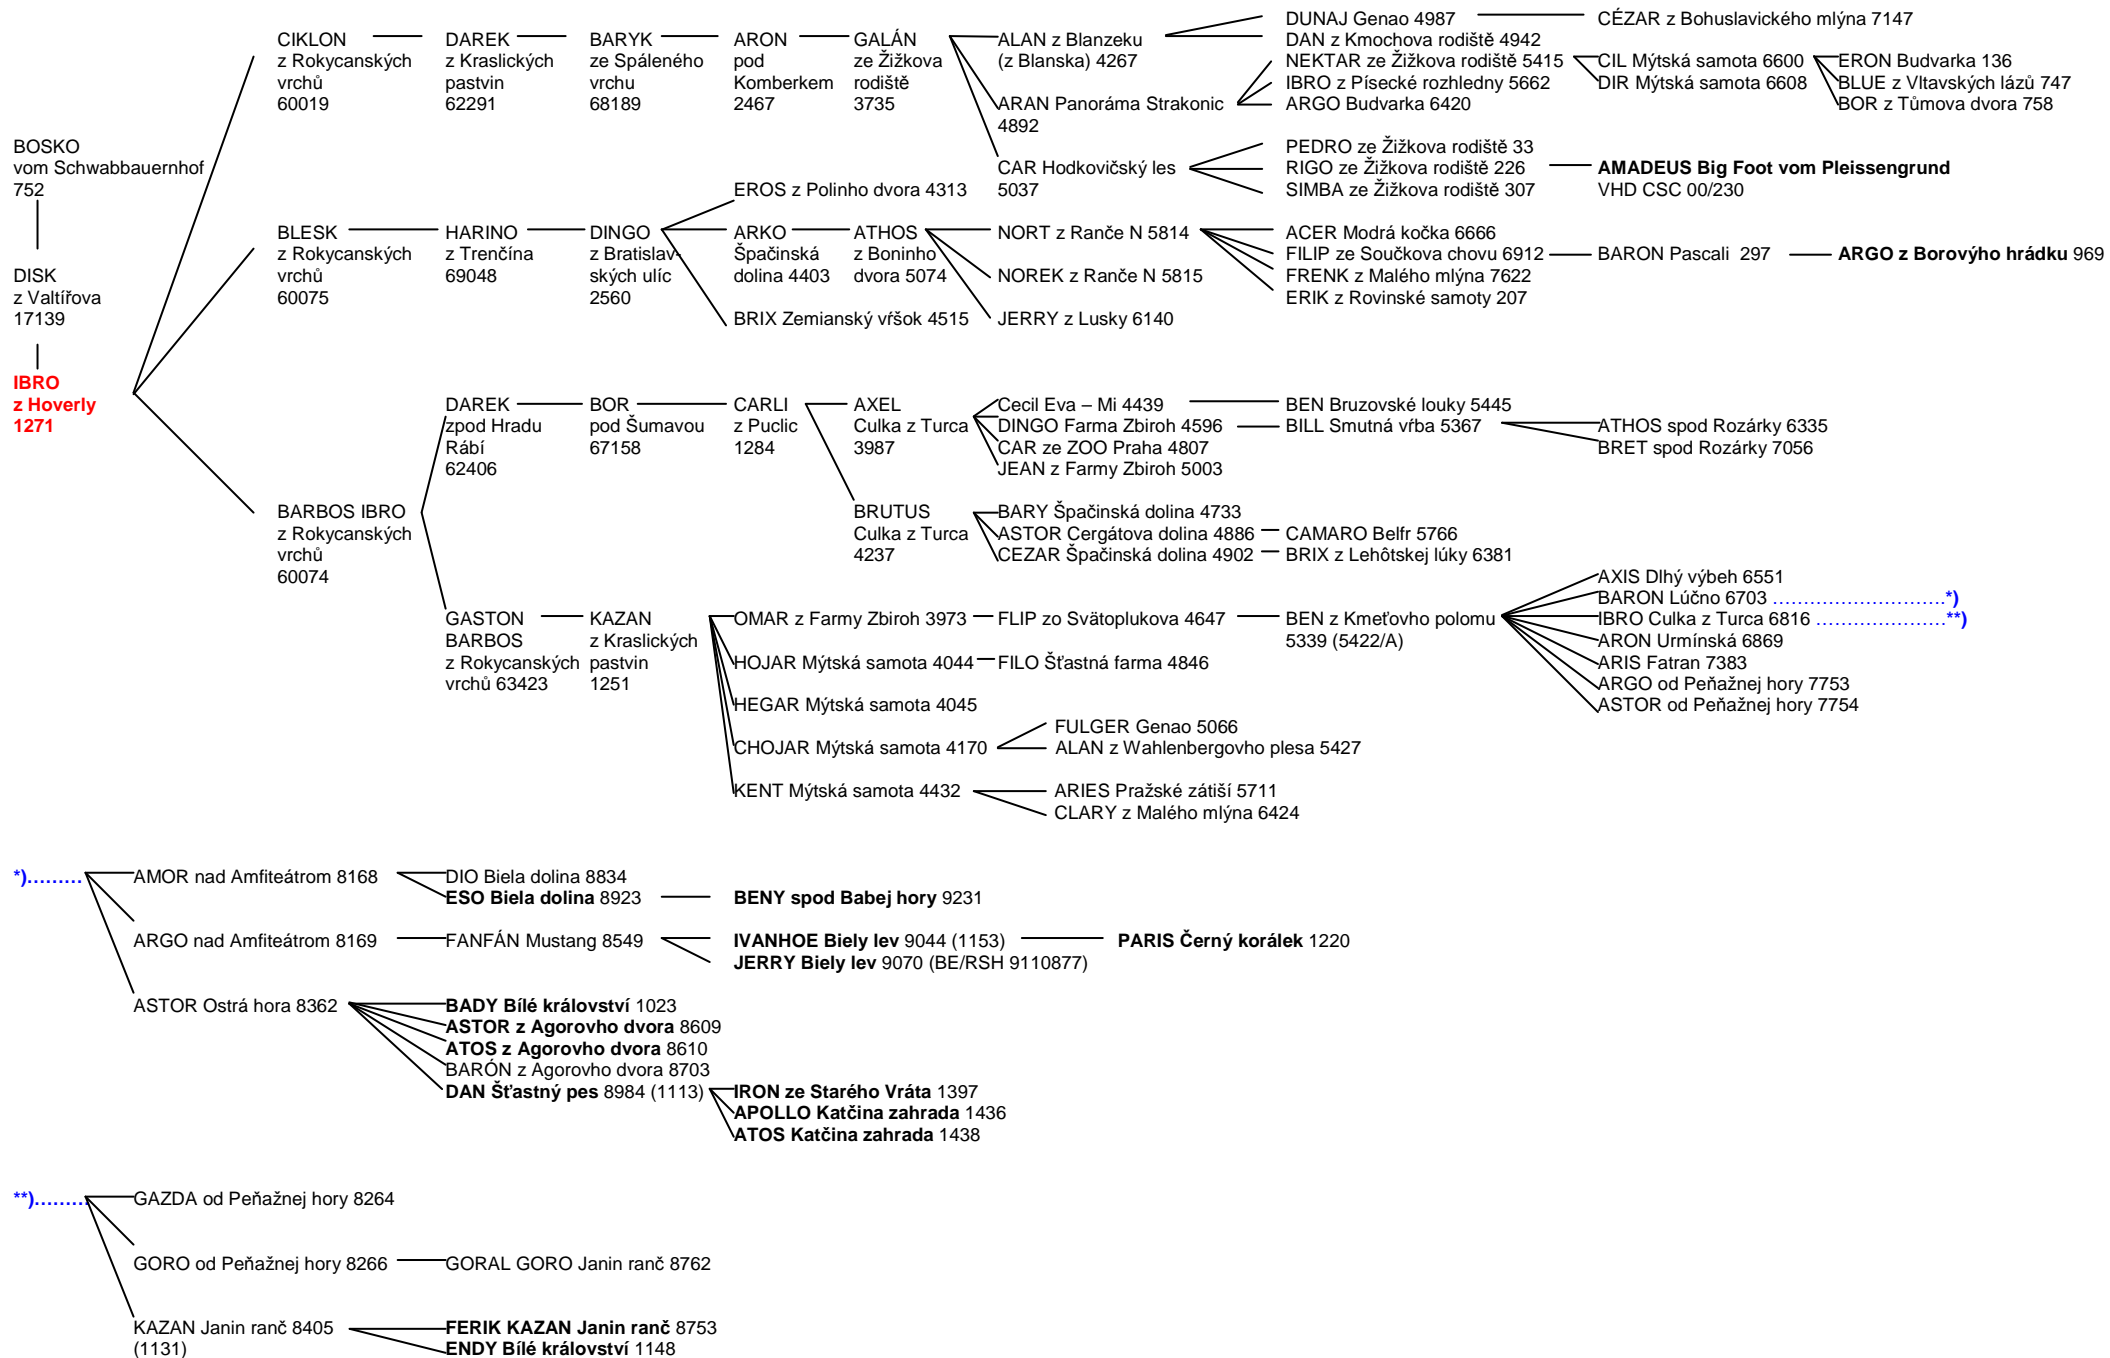 BOSKO
vom Schwabbauernhof
752
DISK
z Valtířova
17139
IBRO
z Hoverly
1271
CIKLON
z Rokycanských
vrchů
60019
DAREK
z Kraslických
pastvin
62291
BARYK
ze Spáleného
vrchu
68189
ARON
pod
Komberkem
2467
GALÁN
ze Žižkova
rodiště
3735
ALAN z Blanzeku
(z Blanska) 4267
ARAN Panoráma Strakonic
4892
CAR Hodkovičský les
5037
DUNAJ Genao 4987
DAN z Kmochova rodiště 4942
NEKTAR ze Žižkova rodiště 5415
IBRO z Písecké rozhledny 5662
ARGO Budvarka 6420
PEDRO ze Žižkova rodiště 33
RIGO ze Žižkova rodiště 226
SIMBA ze Žižkova rodiště 307
CÉZAR z Bohuslavického mlýna 7147
CIL Mýtská samota 6600
DIR Mýtská samota 6608
ERON Budvarka 136
BLUE z Vltavských lázů 747
BOR z Tůmova dvora 758
AMADEUS Big Foot vom Pleissengrund
VHD CSC 00/230
BLESK
z Rokycanských
vrchů
60075
HARINO
z Trenčína
69048
DINGO
z Bratislav-
ských ulíc
2560
EROS z Polinho dvora 4313
ARKO
Špačinská
dolina 4403
BRIX Zemianský vŕšok 4515
ATHOS
z Boninho
dvora 5074
NORT z Ranče N 5814
NOREK z Ranče N 5815
JERRY z Lusky 6140
ACER Modrá kočka 6666
FILIP ze Součkova chovu 6912
FRENK z Malého mlýna 7622
ERIK z Rovinské samoty 207
BARON Pascali 297
ARGO z Borovýho hrádku 969
BARBOS IBRO
z Rokycanských
vrchů
60074
DAREK
zpod Hradu
Rábí
62406
BOR
pod Šumavou
67158
CARLI
z Puclic
1284
AXEL
Culka z Turca
3987
BRUTUS
Culka z Turca
4237
Cecil Eva – Mi 4439
DINGO Farma Zbiroh 4596
CAR ze ZOO Praha 4807
JEAN z Farmy Zbiroh 5003
BEN Bruzovské louky 5445
BILL Smutná vŕba 5367
ATHOS spod Rozárky 6335
BRET spod Rozárky 7056
BARY Špačinská dolina 4733
ASTOR Cergátova dolina 4886
CEZAR Špačinská dolina 4902
CAMARO Belfr 5766
BRIX z Lehôtskej lúky 6381
GASTON
BARBOS
z Rokycanských
vrchů 63423
KAZAN
z Kraslických
pastvin
1251
OMAR z Farmy Zbiroh 3973
HOJAR Mýtská samota 4044
HEGAR Mýtská samota 4045
CHOJAR Mýtská samota 4170
KENT Mýtská samota 4432
FLIP zo Svätoplukova 4647
FILO Šťastná farma 4846
FULGER Genao 5066
ALAN z Wahlenbergovho plesa 5427
ARIES Pražské zátiší 5711
CLARY z Malého mlýna 6424
BEN z Kmeťovho polomu
5339 (5422/A)
AXIS Dlhý výbeh 6551
BARON Lúčno 6703 ............................*)
IBRO Culka z Turca 6816 .....................**)
ARON Urmínská 6869
ARIS Fatran 7383
ARGO od Peňažnej hory 7753
ASTOR od Peňažnej hory 7754
*).........
AMOR nad Amfiteátrom 8168
DIO Biela dolina 8834
ESO Biela dolina 8923
BENY spod Babej hory 9231
ARGO nad Amfiteátrom 8169
FANFÁN Mustang 8549
IVANHOE Biely lev 9044 (1153)
JERRY Biely lev 9070 (BE/RSH 9110877)
PARIS Černý korálek 1220
ASTOR Ostrá hora 8362
BADY Bílé království 1023
ASTOR z Agorovho dvora 8609
ATOS z Agorovho dvora 8610
BARÓN z Agorovho dvora 8703
DAN Šťastný pes 8984 (1113)
IRON ze Starého Vráta 1397
APOLLO Katčina zahrada 1436
ATOS Katčina zahrada 1438
**).........
GAZDA od Peňažnej hory 8264
GORO od Peňažnej hory 8266
GORAL GORO Janin ranč 8762
KAZAN Janin ranč 8405
(1131)
FERIK KAZAN Janin ranč 8753
ENDY Bílé království 1148